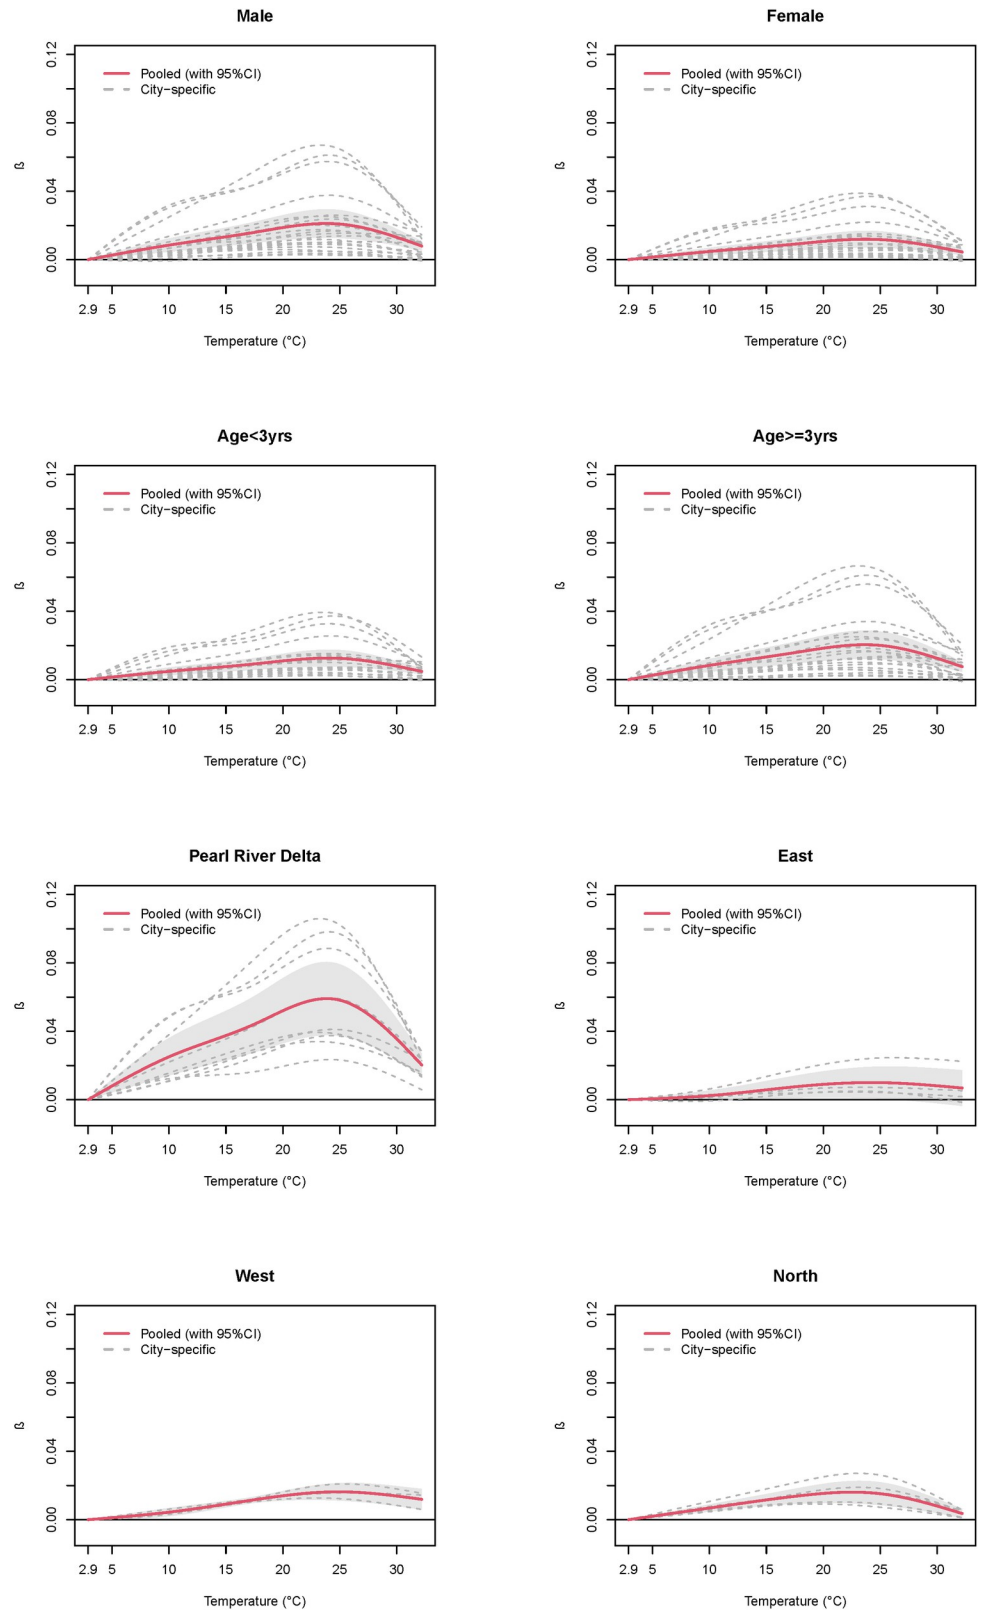 Male
0.12
0.08
0.04
0.00
ß
Pooled (with 95%CI)
City-specific
2.9 5 10 15 20 25 30
Temperature (°C)
Female
0.12
0.08
0.04
0.00
ß
Pooled (with 95%CI)
City-specific
2.9 5 10 15 20 25 30
Temperature (°C)
Age<3yrs
0.12
0.08
0.04
0.00
ß
Pooled (with 95%CI)
City-specific
2.9 5 10 15 20 25 30
Temperature (°C)
Age>=3yrs
0.12
0.08
0.04
0.00
ß
Pooled (with 95%CI)
City-specific
2.9 5 10 15 20 25 30
Temperature (°C)
Pearl River Delta
0.12
0.08
0.04
0.00
ß
Pooled (with 95%CI)
City-specific
2.9 5 10 15 20 25 30
Temperature (°C)
East
0.12
0.08
0.04
0.00
ß
Pooled (with 95%CI)
City-specific
2.9 5 10 15 20 25 30
Temperature (°C)
West
0.12
0.08
0.04
0.00
ß
Pooled (with 95%CI)
City-specific
2.9 5 10 15 20 25 30
Temperature (°C)
North
0.12
0.08
0.04
0.00
ß
Pooled (with 95%CI)
City-specific
2.9 5 10 15 20 25 30
Temperature (°C)